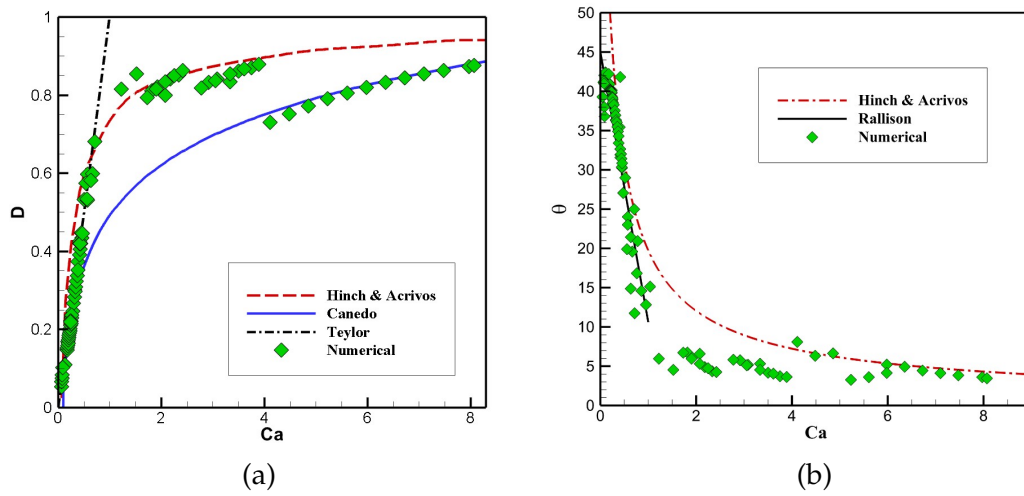 1
0.8
0.6
0.4
0.2
0
0
2
4
6
8
D
Ca
Hinch & Acrivos
Canedo
Teylor
Numerical
(a)
50
45
40
35
30
25
20
15
10
5
0
0
2
4
6
8
θ
Ca
Hinch & Acrivos
Rallison
Numerical
(b)